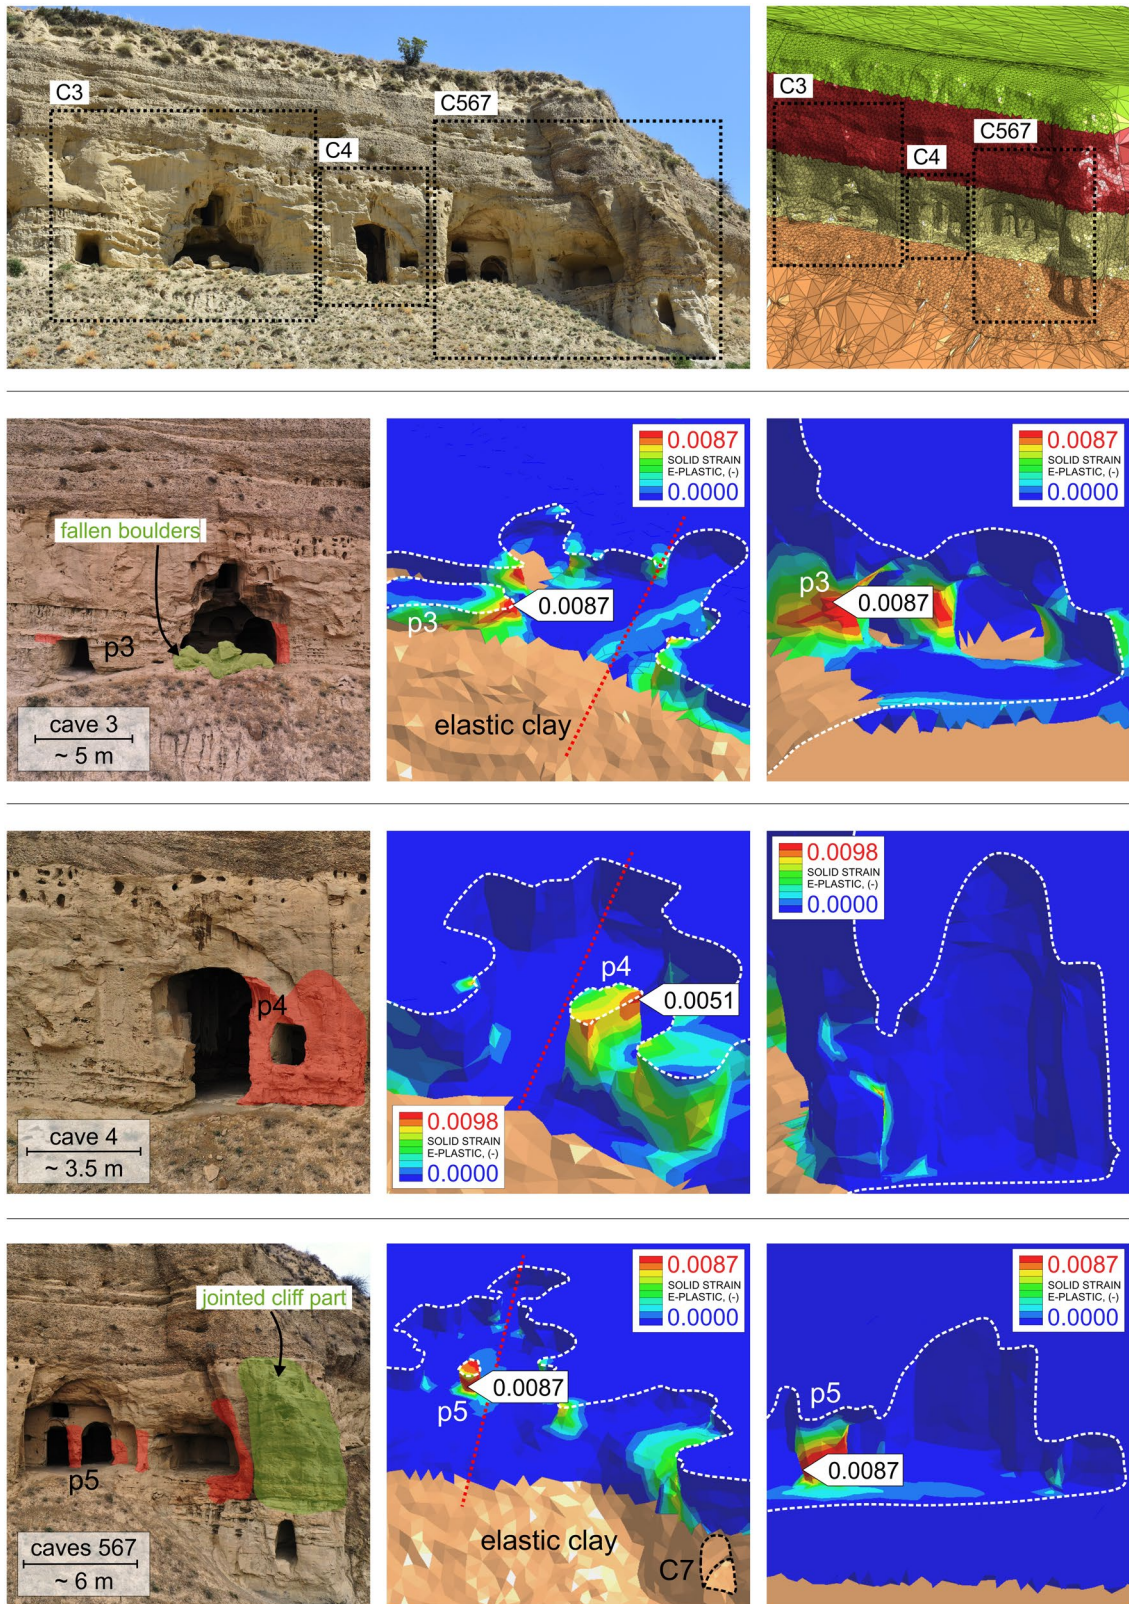 C3
C4
C567
C3
C4
C567
fallen boulders
p3
cave 3
~ 5 m
0.0087
SOLID STRAIN
E-PLASTIC, (-)
0.0000
0.0087
p3
elastic clay
0.0087
SOLID STRAIN
E-PLASTIC, (-)
0.0000
p3
0.0087
p4
cave 4
~ 3.5 m
p4
0.0051
0.0098
SOLID STRAIN
E-PLASTIC, (-)
0.0000
0.0098
SOLID STRAIN
E-PLASTIC, (-)
0.0000
jointed cliff part
p5
caves 567
~ 6 m
0.0087
SOLID STRAIN
E-PLASTIC, (-)
0.0000
0.0087
p5
elastic clay
C7
0.0087
SOLID STRAIN
E-PLASTIC, (-)
0.0000
p5
0.0087